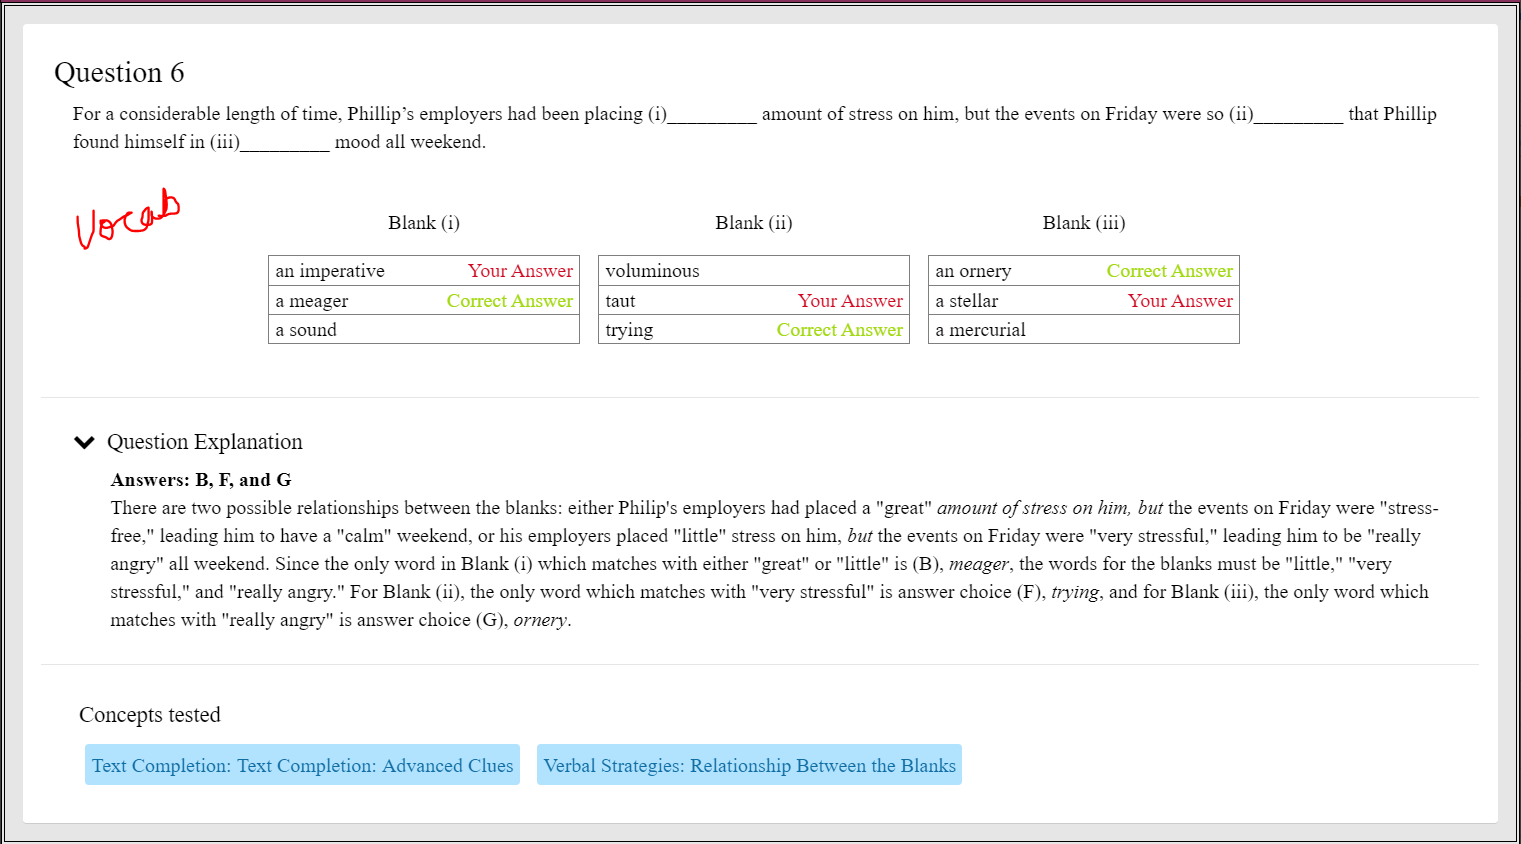 Question 6
For a considerable length of time, Phillip’s employers had been placing (i)_________ amount of stress on him, but the events on Friday were so (ii)_________ that Phillip
found himself in (iii)_________ mood all weekend.
Vocab
Blank (i) Blank (ii) Blank (iii)
an imperative Your Answer voluminous an ornery Correct Answer
a meager Correct Answer taut Your Answer a stellar Your Answer
a sound trying Correct Answer a mercurial
Question Explanation
Answers: B, F, and G
There are two possible relationships between the blanks: either Philip's employers had placed a "great" amount of stress on him, but the events on Friday were "stress-
free," leading him to have a "calm" weekend, or his employers placed "little" stress on him, but the events on Friday were "very stressful," leading him to be "really
angry" all weekend. Since the only word in Blank (i) which matches with either "great" or "little" is (B), meager, the words for the blanks must be "little," "very
stressful," and "really angry." For Blank (ii), the only word which matches with "very stressful" is answer choice (F), trying, and for Blank (iii), the only word which
matches with "really angry" is answer choice (G), ornery.
Concepts tested
Text Completion: Text Completion: Advanced Clues Verbal Strategies: Relationship Between the Blanks